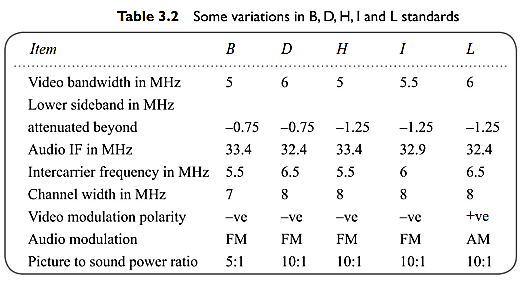 Table 3.2 Some variations in B, D, H, I and L standards
Item B D H I L
Video bandwidth in MHz 5 6 5 5.5 6
Lower sideband in MHz
attenuated beyond –0.75 –0.75 –1.25 –1.25 –1.25
Audio IF in MHz 33.4 32.4 33.4 32.9 32.4
Intercarrier frequency in MHz 5.5 6.5 5.5 6 6.5
Channel width in MHz 7 8 8 8 8
Video modulation polarity –ve –ve –ve –ve +ve
Audio modulation FM FM FM FM AM
Picture to sound power ratio 5:1 10:1 10:1 10:1 10:1